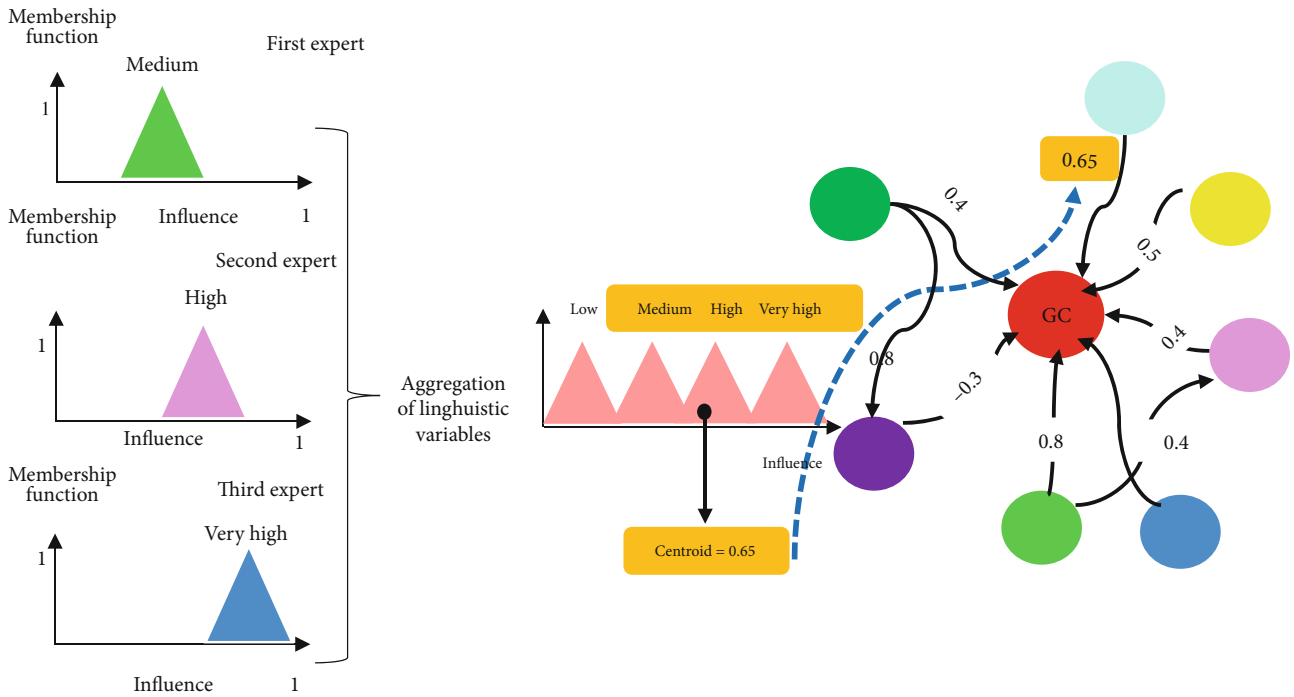 Membership
function
First expert
Medium
1
Influence
1
Membership
function
Second expert
High
1
Influence
1
Membership
function
Third expert
Very high
1
Influence
1
Aggregation
of linghuistic
variables
Low
Medium
High
Very high
Influence
Centroid = 0.65
0.65
0.4
0.5
0.8
GC
0.4
–0.3
0.8
0.4